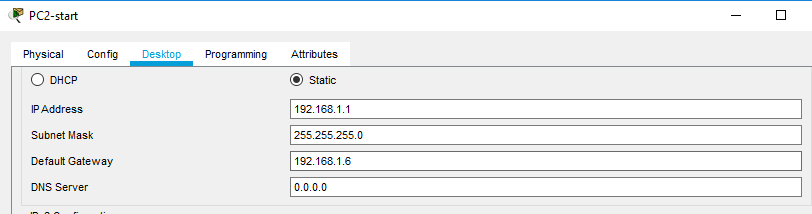 PC2-start
Physical Config Desktop Programming Attributes
DHCP Static
IP Address 192.168.1.1
Subnet Mask 255.255.255.0
Default Gateway 192.168.1.6
DNS Server 0.0.0.0